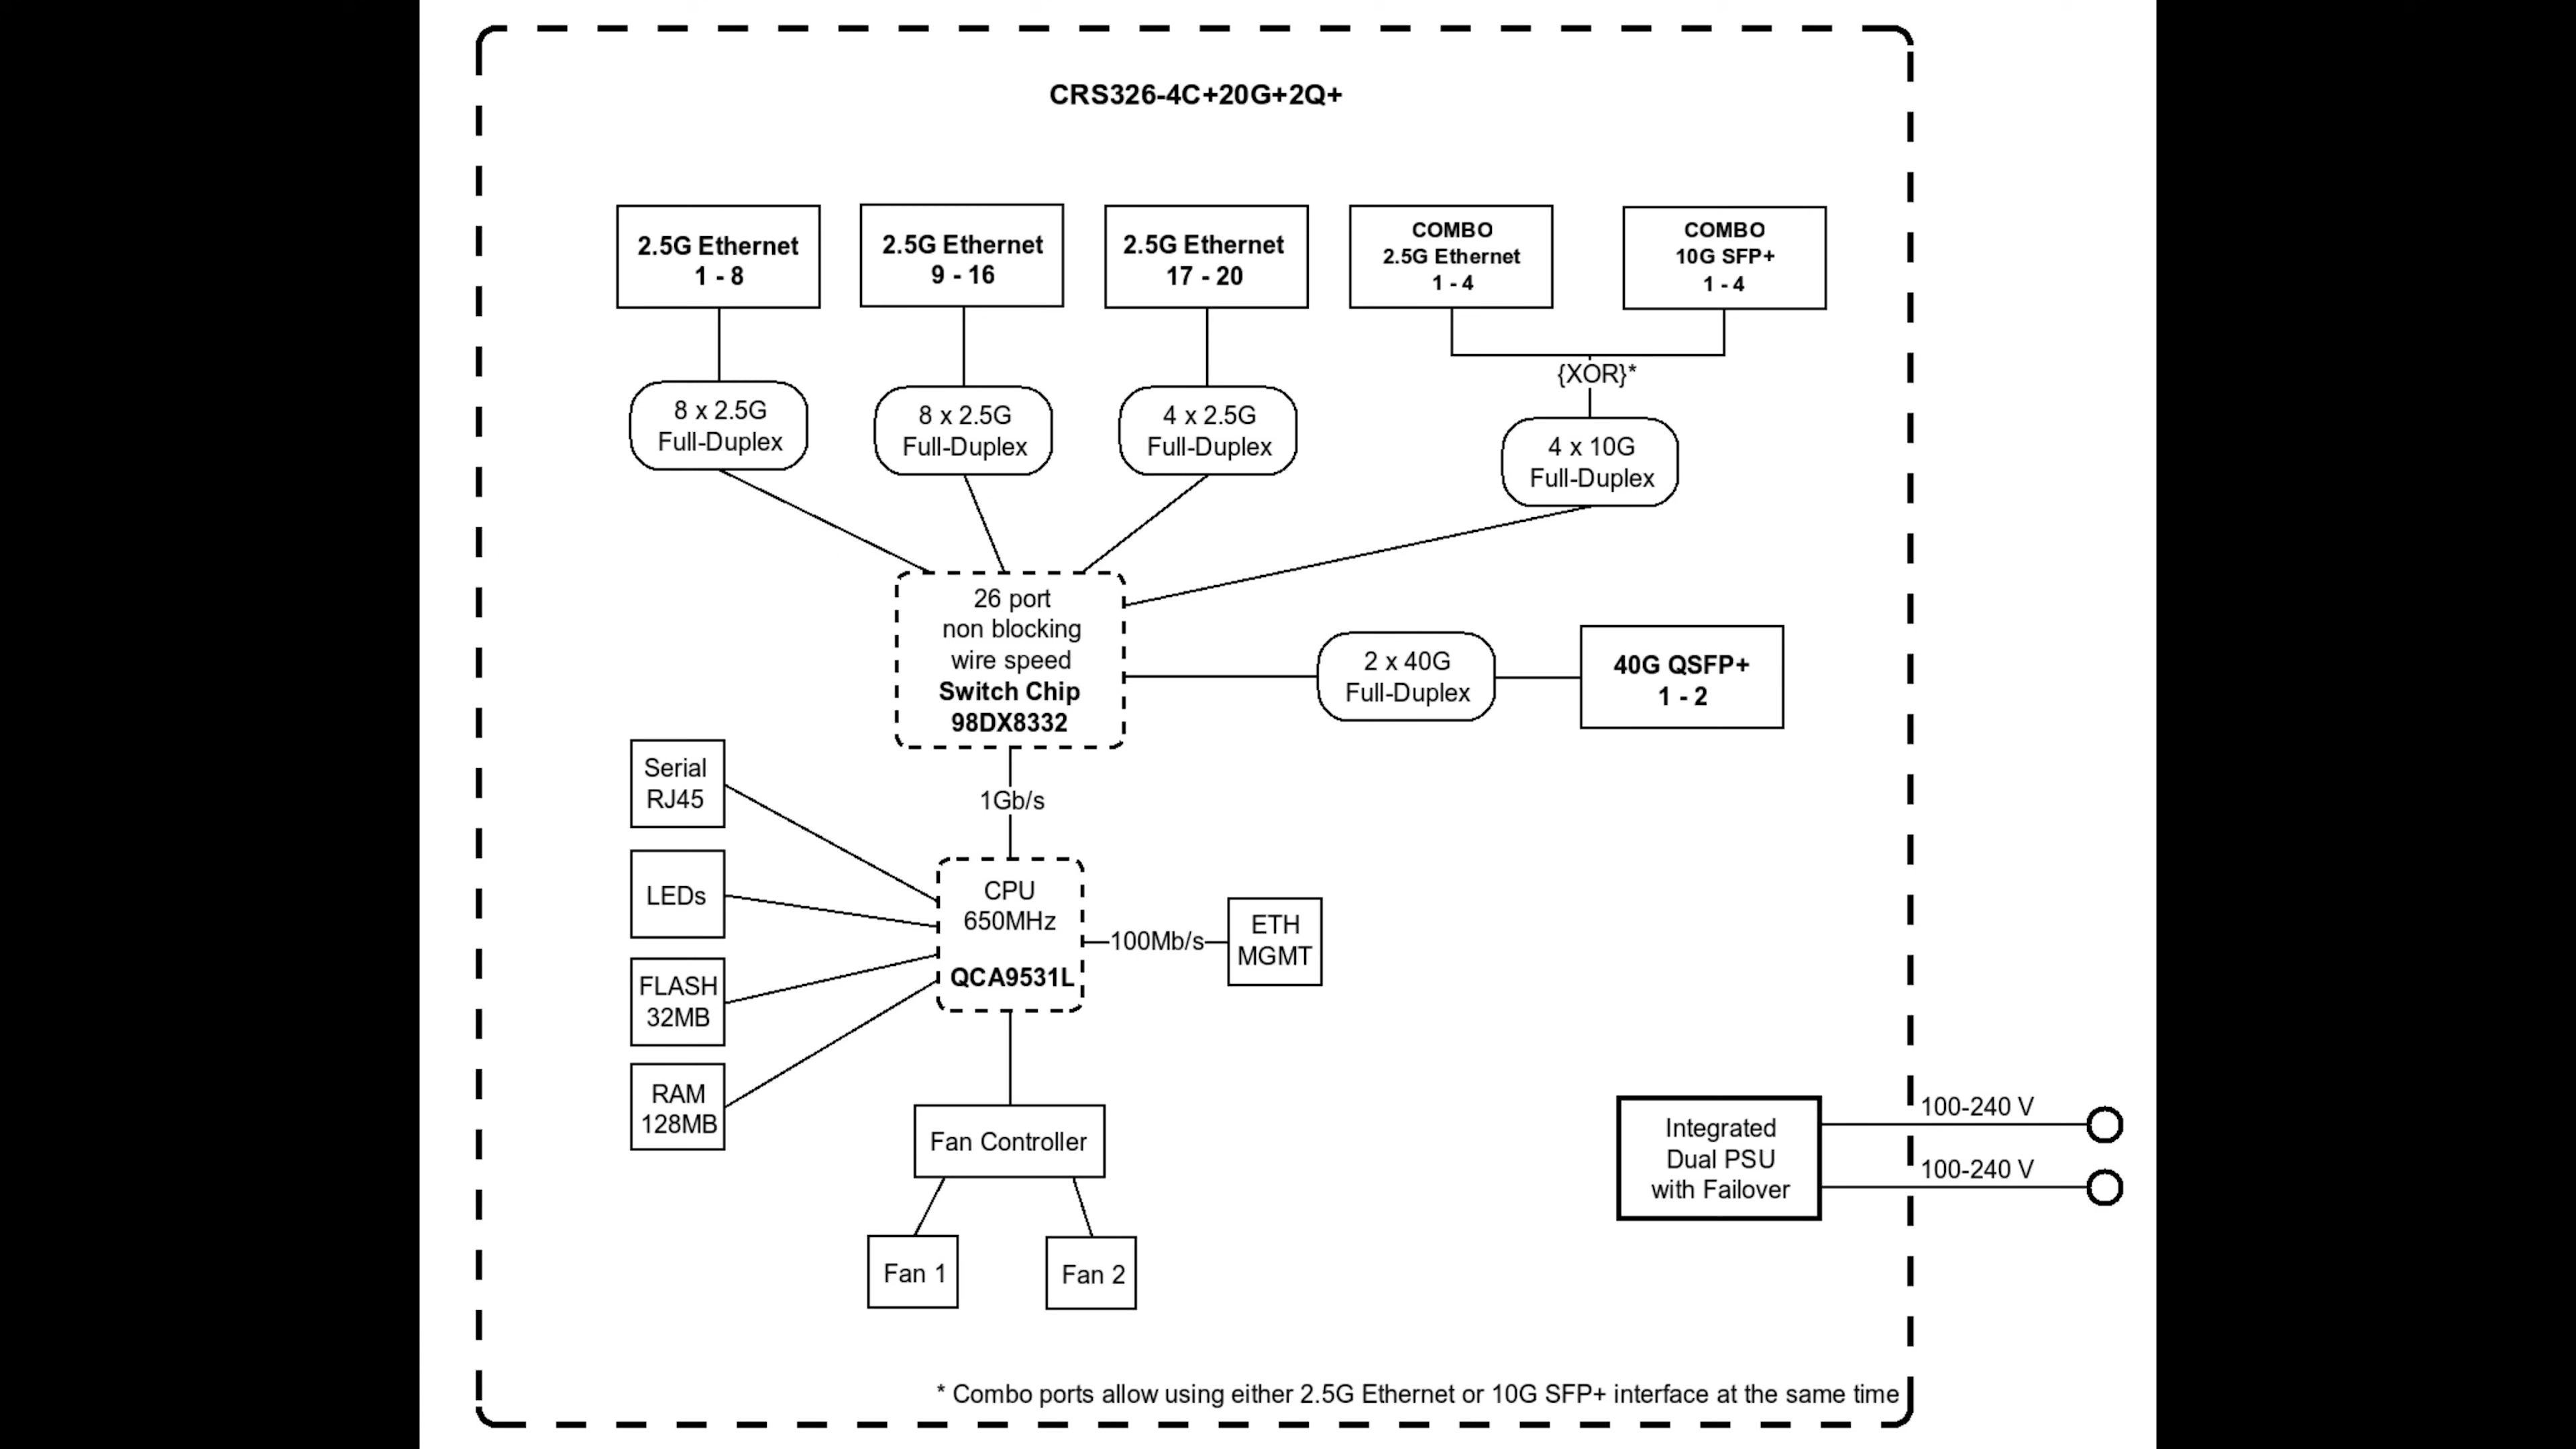 CRS326-4C+20G+2Q+
2.5G Ethernet
1 - 8
2.5G Ethernet
9 - 16
2.5G Ethernet
17 - 20
COMBO
2.5G Ethernet
1 - 4
COMBO
10G SFP+
1 - 4
{XOR}*
8 x 2.5G
Full-Duplex
8 x 2.5G
Full-Duplex
4 x 2.5G
Full-Duplex
4 x 10G
Full-Duplex
26 port
non blocking
wire speed
Switch Chip
98DX8332
2 x 40G
Full-Duplex
40G QSFP+
1 - 2
Serial
RJ45
1Gb/s
LEDs
CPU
650MHz
QCA9531L
100Mb/s
ETH
MGMT
FLASH
32MB
RAM
128MB
Fan Controller
Fan 1
Fan 2
Integrated
Dual PSU
with Failover
100-240 V
100-240 V
* Combo ports allow using either 2.5G Ethernet or 10G SFP+ interface at the same time